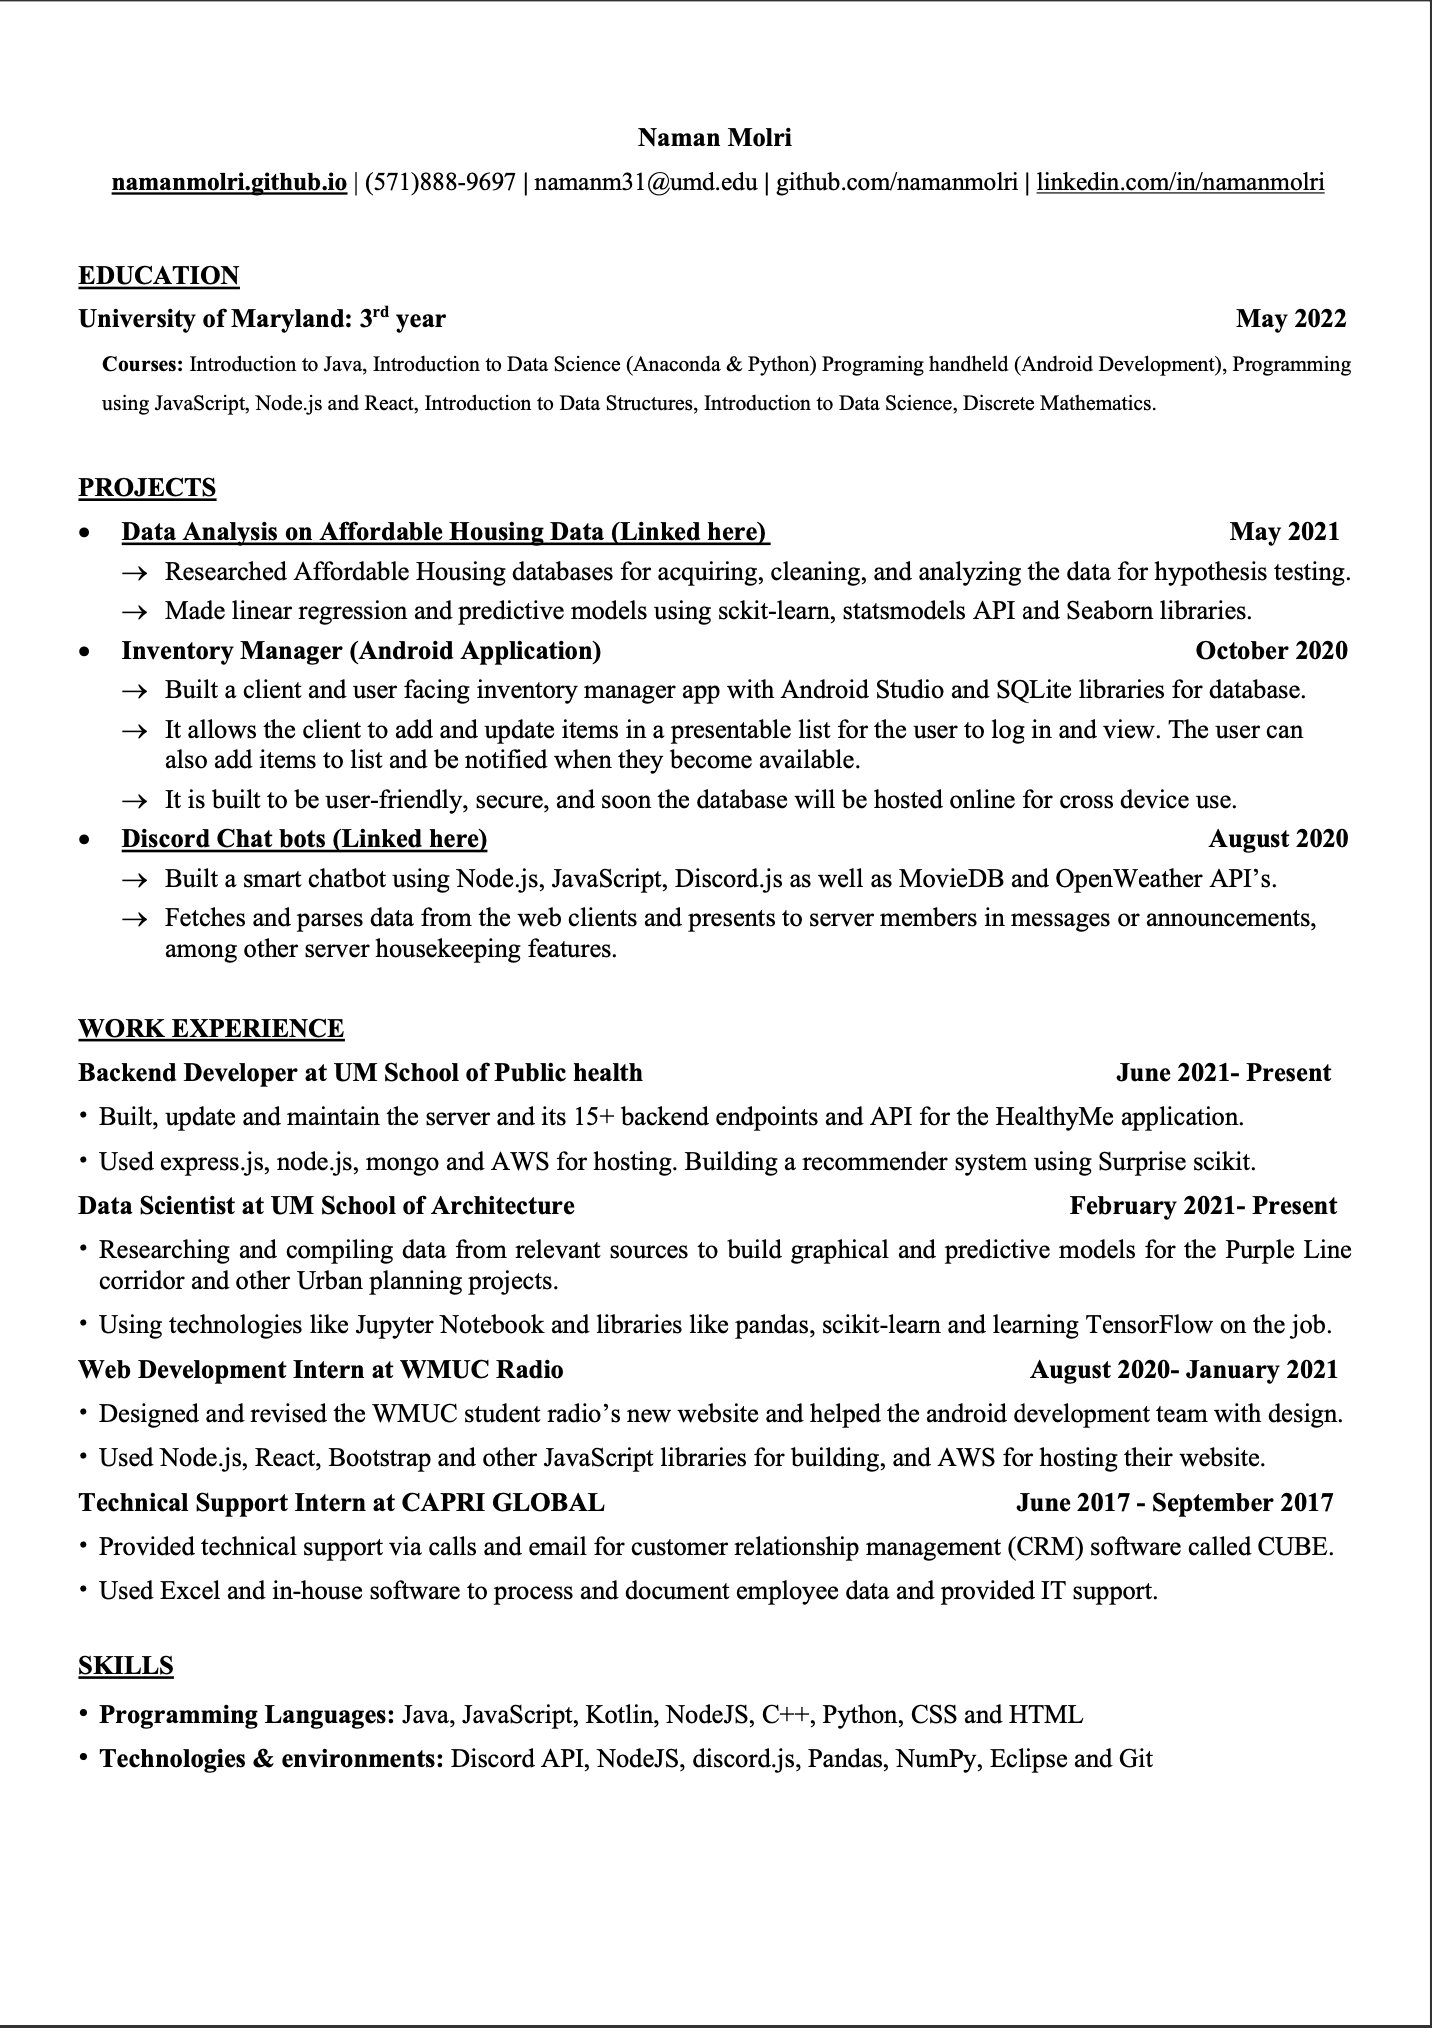 Naman Molri
namanmolri.github.io | (571)888-9697 | namanm31@umd.edu | github.com/namanmolri | linkedin.com/in/namanmolri
EDUCATION
University of Maryland: 3rd year May 2022
Courses: Introduction to Java, Introduction to Data Science (Anaconda & Python) Programing handheld (Android Development), Programming
using JavaScript, Node.js and React, Introduction to Data Structures, Introduction to Data Science, Discrete Mathematics.
PROJECTS
• Data Analysis on Affordable Housing Data (Linked here) May 2021
→ Researched Affordable Housing databases for acquiring, cleaning, and analyzing the data for hypothesis testing.
→ Made linear regression and predictive models using sckit-learn, statsmodels API and Seaborn libraries.
• Inventory Manager (Android Application) October 2020
→ Built a client and user facing inventory manager app with Android Studio and SQLite libraries for database.
→ It allows the client to add and update items in a presentable list for the user to log in and view. The user can
also add items to list and be notified when they become available.
→ It is built to be user-friendly, secure, and soon the database will be hosted online for cross device use.
• Discord Chat bots (Linked here) August 2020
→ Built a smart chatbot using Node.js, JavaScript, Discord.js as well as MovieDB and OpenWeather API’s.
→ Fetches and parses data from the web clients and presents to server members in messages or announcements,
among other server housekeeping features.
WORK EXPERIENCE
Backend Developer at UM School of Public health June 2021- Present
• Built, update and maintain the server and its 15+ backend endpoints and API for the HealthyMe application.
• Used express.js, node.js, mongo and AWS for hosting. Building a recommender system using Surprise scikit.
Data Scientist at UM School of Architecture February 2021- Present
• Researching and compiling data from relevant sources to build graphical and predictive models for the Purple Line
corridor and other Urban planning projects.
• Using technologies like Jupyter Notebook and libraries like pandas, scikit-learn and learning TensorFlow on the job.
Web Development Intern at WMUC Radio August 2020- January 2021
• Designed and revised the WMUC student radio’s new website and helped the android development team with design.
• Used Node.js, React, Bootstrap and other JavaScript libraries for building, and AWS for hosting their website.
Technical Support Intern at CAPRI GLOBAL June 2017 - September 2017
• Provided technical support via calls and email for customer relationship management (CRM) software called CUBE.
• Used Excel and in-house software to process and document employee data and provided IT support.
SKILLS
• Programming Languages: Java, JavaScript, Kotlin, NodeJS, C++, Python, CSS and HTML
• Technologies & environments: Discord API, NodeJS, discord.js, Pandas, NumPy, Eclipse and Git